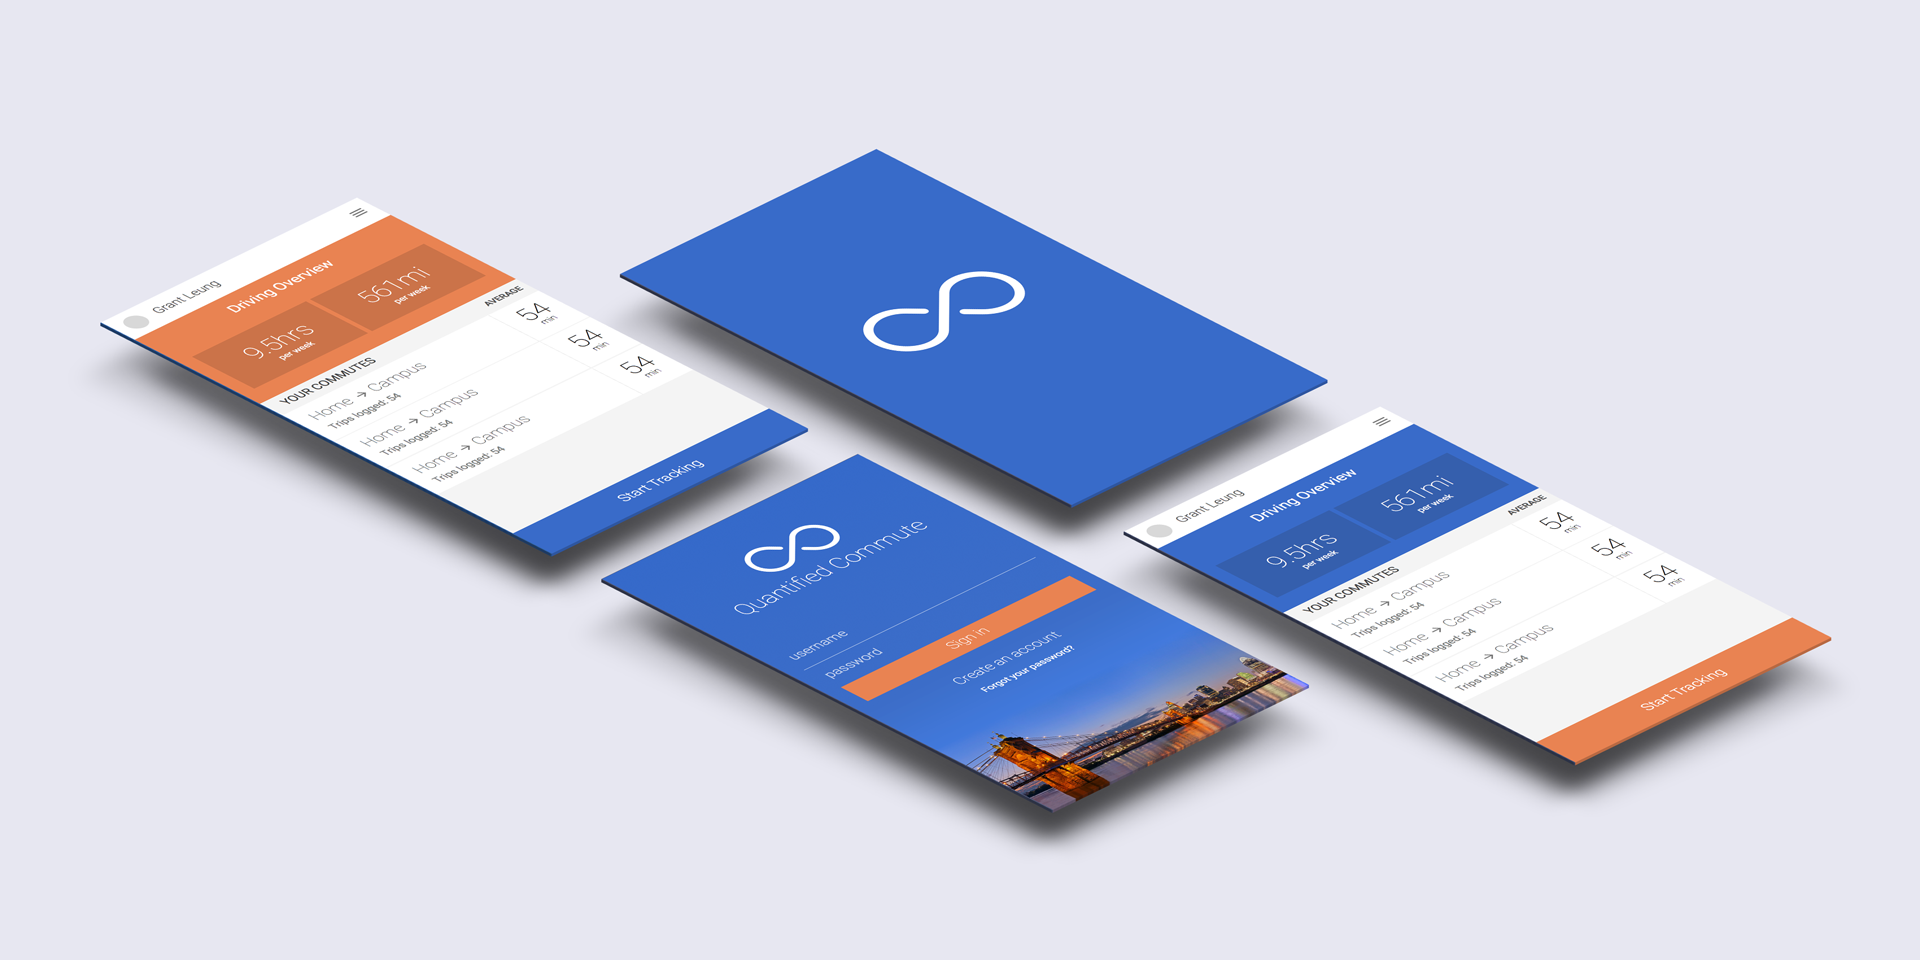 Grant Leung
Driving Overview
9.5hrs
per week
561mi
per week
YOUR COMMUTES
AVERAGE
Home → Campus
Trips logged: 54
54
min
Home → Campus
Trips logged: 54
54
min
Home → Campus
Trips logged: 54
54
min
Start Tracking
Quantified Commute
username
password
Sign in
Create an account
Forgot your password?
Grant Leung
Driving Overview
9.5hrs
per week
561mi
per week
YOUR COMMUTES
AVERAGE
Home → Campus
Trips logged: 54
54
min
Home → Campus
Trips logged: 54
54
min
Home → Campus
Trips logged: 54
54
min
Start Tracking